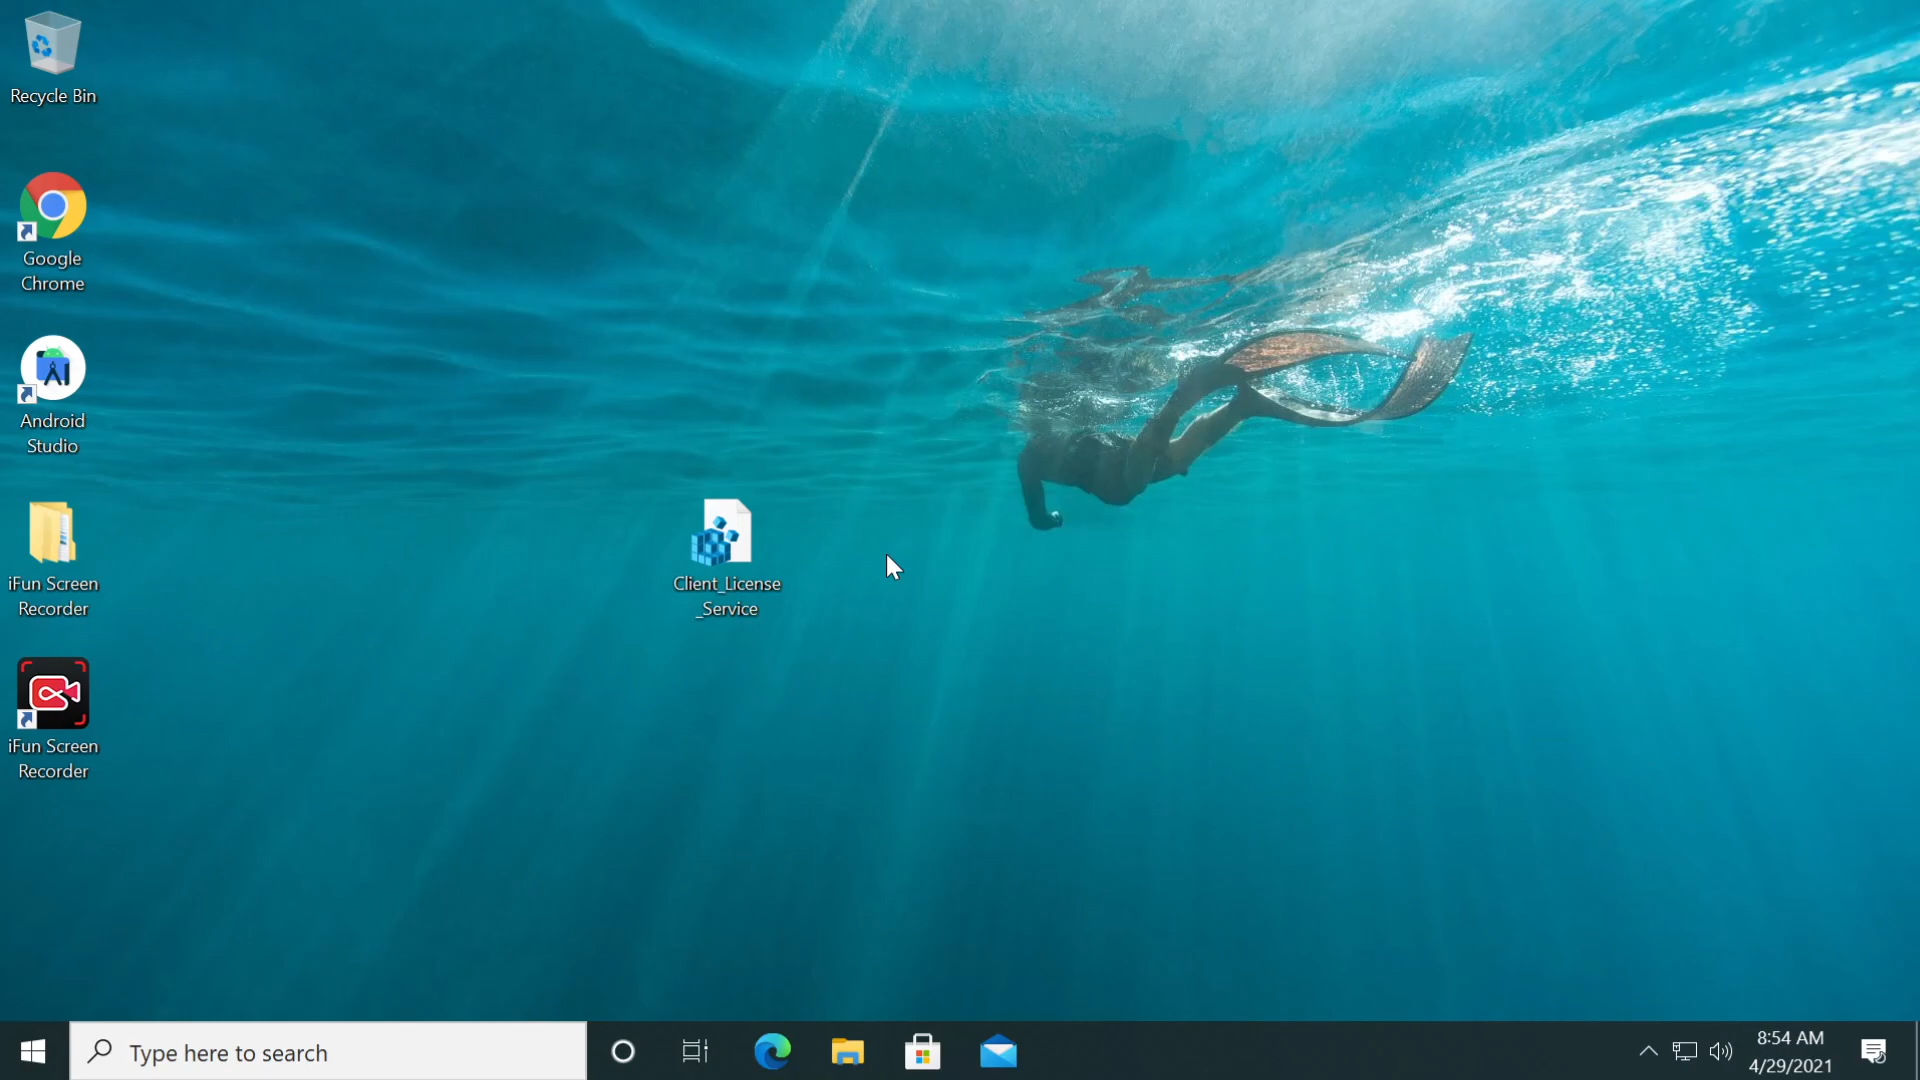 Recycle Bin
Google
Chrome
Android
Studio
iFun Screen
Recorder
iFun Screen
Recorder
Client_License
_Service
Type here to search
8:54 AM
4/29/2021